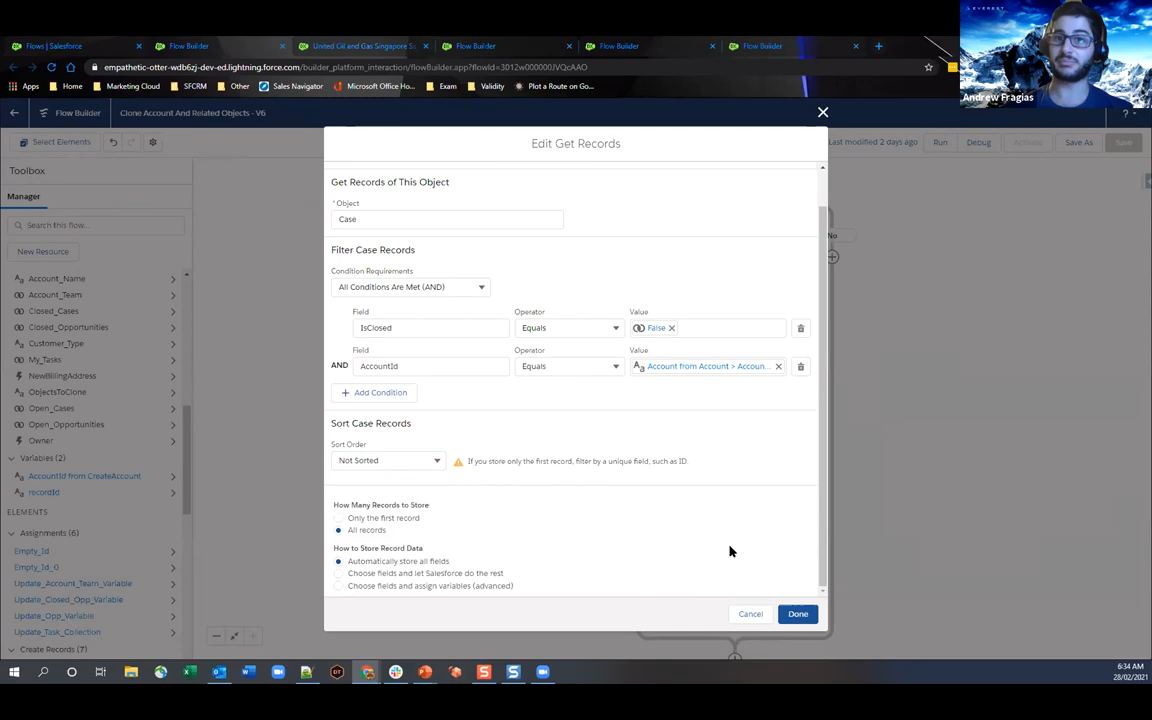 EVEREST
Andrew Fragias
Flows | Salesforce
Flow Builder
United Oil and Gas Singapore S
Flow Builder
Flow Builder
Flow Builder
empathetic-otter-wdb6zj-dev-ed.lightning.force.com/builder_platform_interaction/flowBuilder.app?flowId=3012w000000JVQcAAO
Apps
Home
Marketing Cloud
SFCRM
Other
Sales Navigator
Microsoft Office Ho...
Exam
Validity
Plot a Route on Go...
Flow Builder
Clone Account And Related Objects - V6
?
Select Elements
Last modified 2 days ago
Run
Debug
Activate
Save As
Save
Toolbox
Manager
Search this flow...
New Resource
Account_Name
Account_Team
Closed_Cases
Closed_Opportunities
Customer_Type
My_Tasks
NewBillingAddress
ObjectsToClone
Open_Cases
Open_Opportunities
Owner
Variables (2)
AccountId from CreateAccount
recordId
ELEMENTS
Assignments (6)
Empty_Id
Empty_Id_0
Update_Account_Team_Variable
Update_Closed_Opp_Variable
Update_Opp_Variable
Update_Task_Collection
Create Records (7)
Edit Get Records
Get Records of This Object
* Object
Case
Filter Case Records
Condition Requirements
All Conditions Are Met (AND)
Field
Operator
Value
IsClosed
Equals
False
Field
Operator
Value
AND
AccountId
Equals
Account from Account > Accoun...
+ Add Condition
Sort Case Records
Sort Order
Not Sorted
If you store only the first record, filter by a unique field, such as ID.
How Many Records to Store
Only the first record
All records
How to Store Record Data
Automatically store all fields
Choose fields and let Salesforce do the rest
Choose fields and assign variables (advanced)
Cancel
Done
No
6:34 AM
28/02/2021